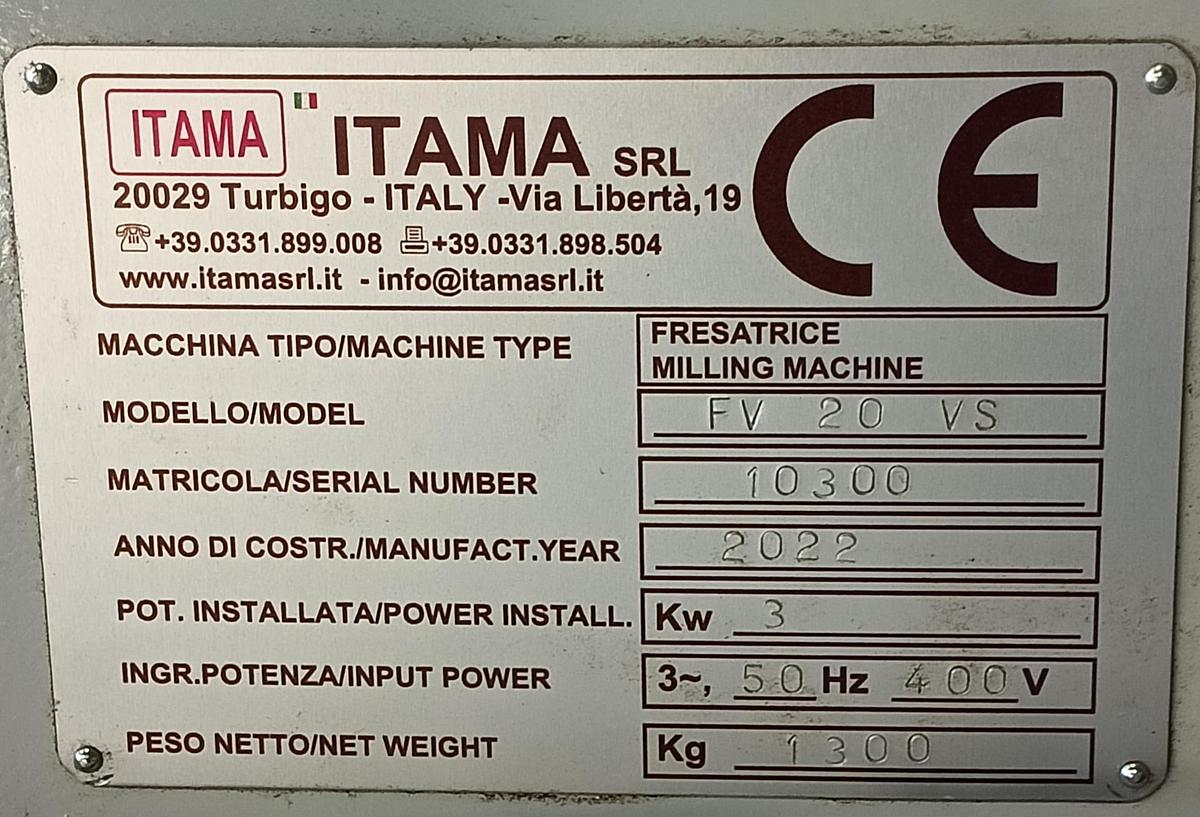 ITAMA
ITAMA SRL
20029 Turbigo - ITALY -Via Libertà,19
+39.0331.899.008 +39.0331.898.504
www.itamasrl.it - info@itamasrl.it
CE
MACCHINA TIPO/MACHINE TYPE FRESATRICE
MILLING MACHINE
MODELLO/MODEL FV 20 VS
MATRICOLA/SERIAL NUMBER 10300
ANNO DI COSTR./MANUFACT.YEAR 2022
POT. INSTALLATA/POWER INSTALL. Kw 3
INGR.POTENZA/INPUT POWER 3~, 50 Hz 400 V
PESO NETTO/NET WEIGHT Kg 1300